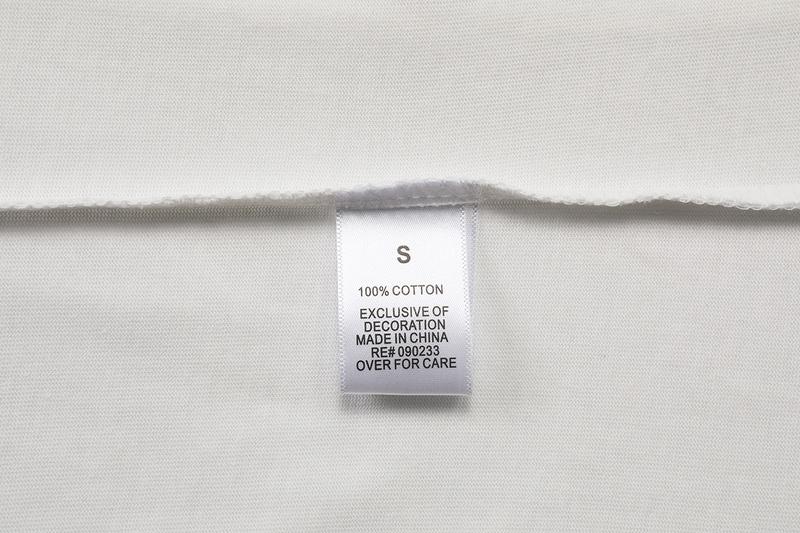 S
100% COTTON
EXCLUSIVE OF
DECORATION
MADE IN CHINA
RE# 090233
OVER FOR CARE